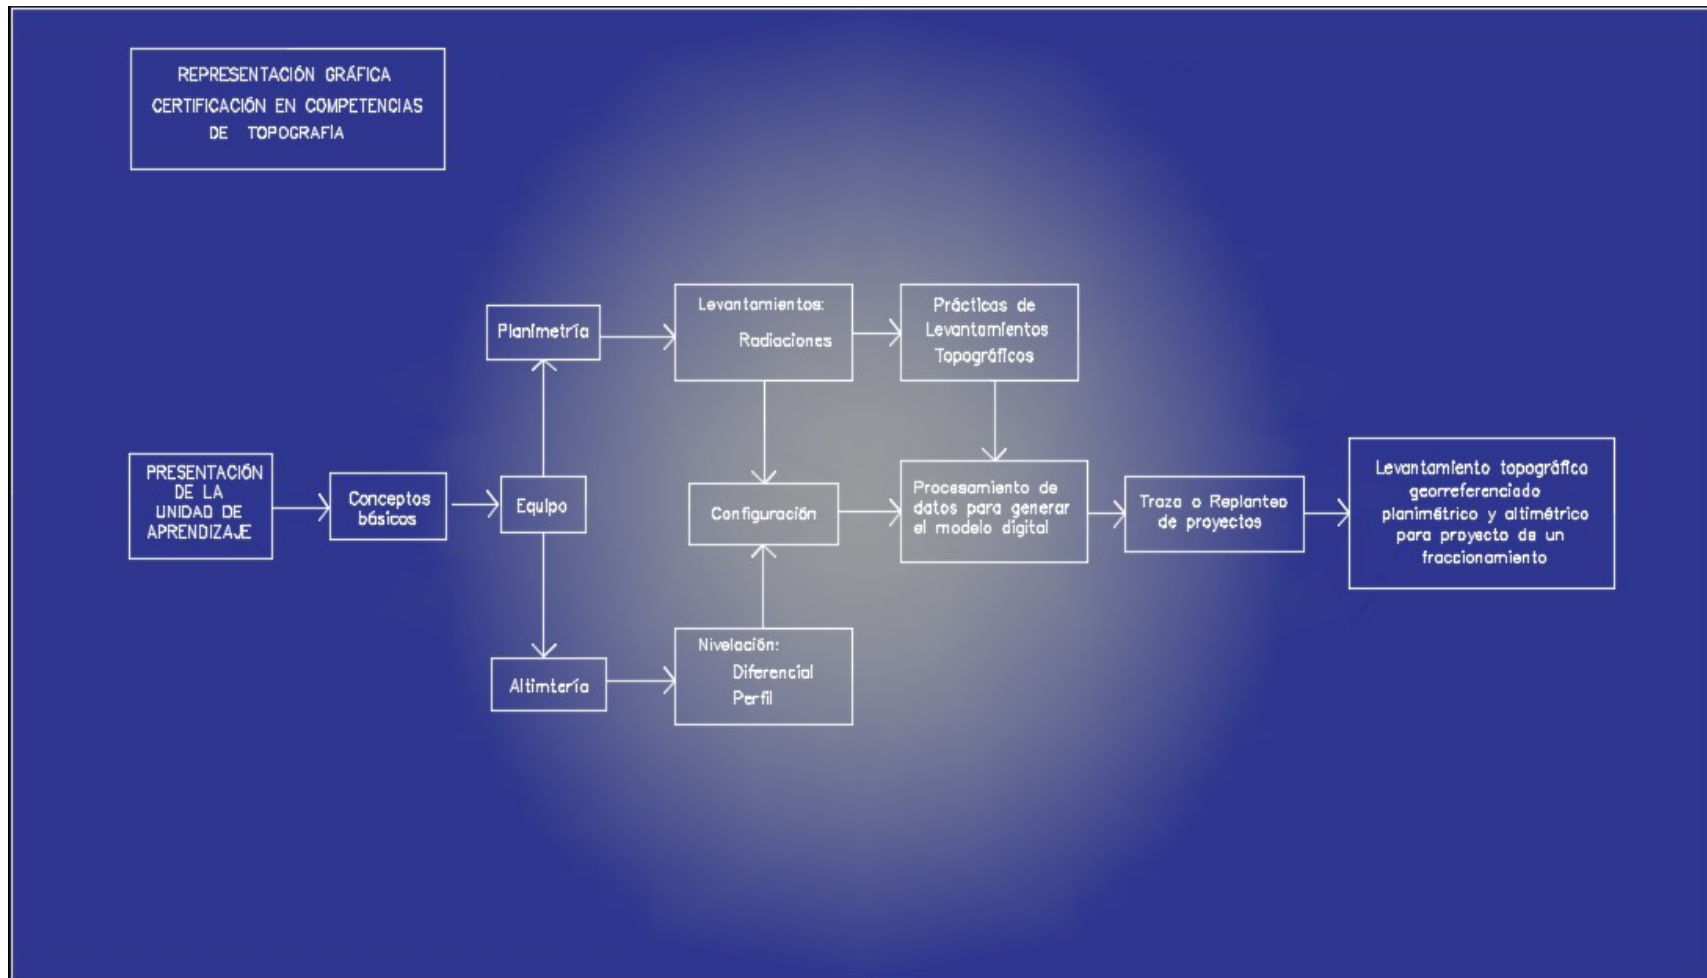 REPRESENTACIÓN GRÁFICA
CERTIFICACIÓN EN COMPETENCIAS
DE TOPOGRAFÍA
PRESENTACIÓN
DE LA
UNIDAD DE
APRENDIZAJE
Conceptos
básicos
Equipo
Planimetría
Altimtería
Levantamientos:
Radiaciones
Configuración
Nivelación:
Diferencial
Perfil
Prácticas de
Levantamientos
Topográficos
Procesamiento de
datos para generar
el modelo digital
Traza o Replanteo
de proyectos
Levantamiento topográfico
georreferenciado
planimétrico y altimétrico
para proyecto de un
fraccionamiento